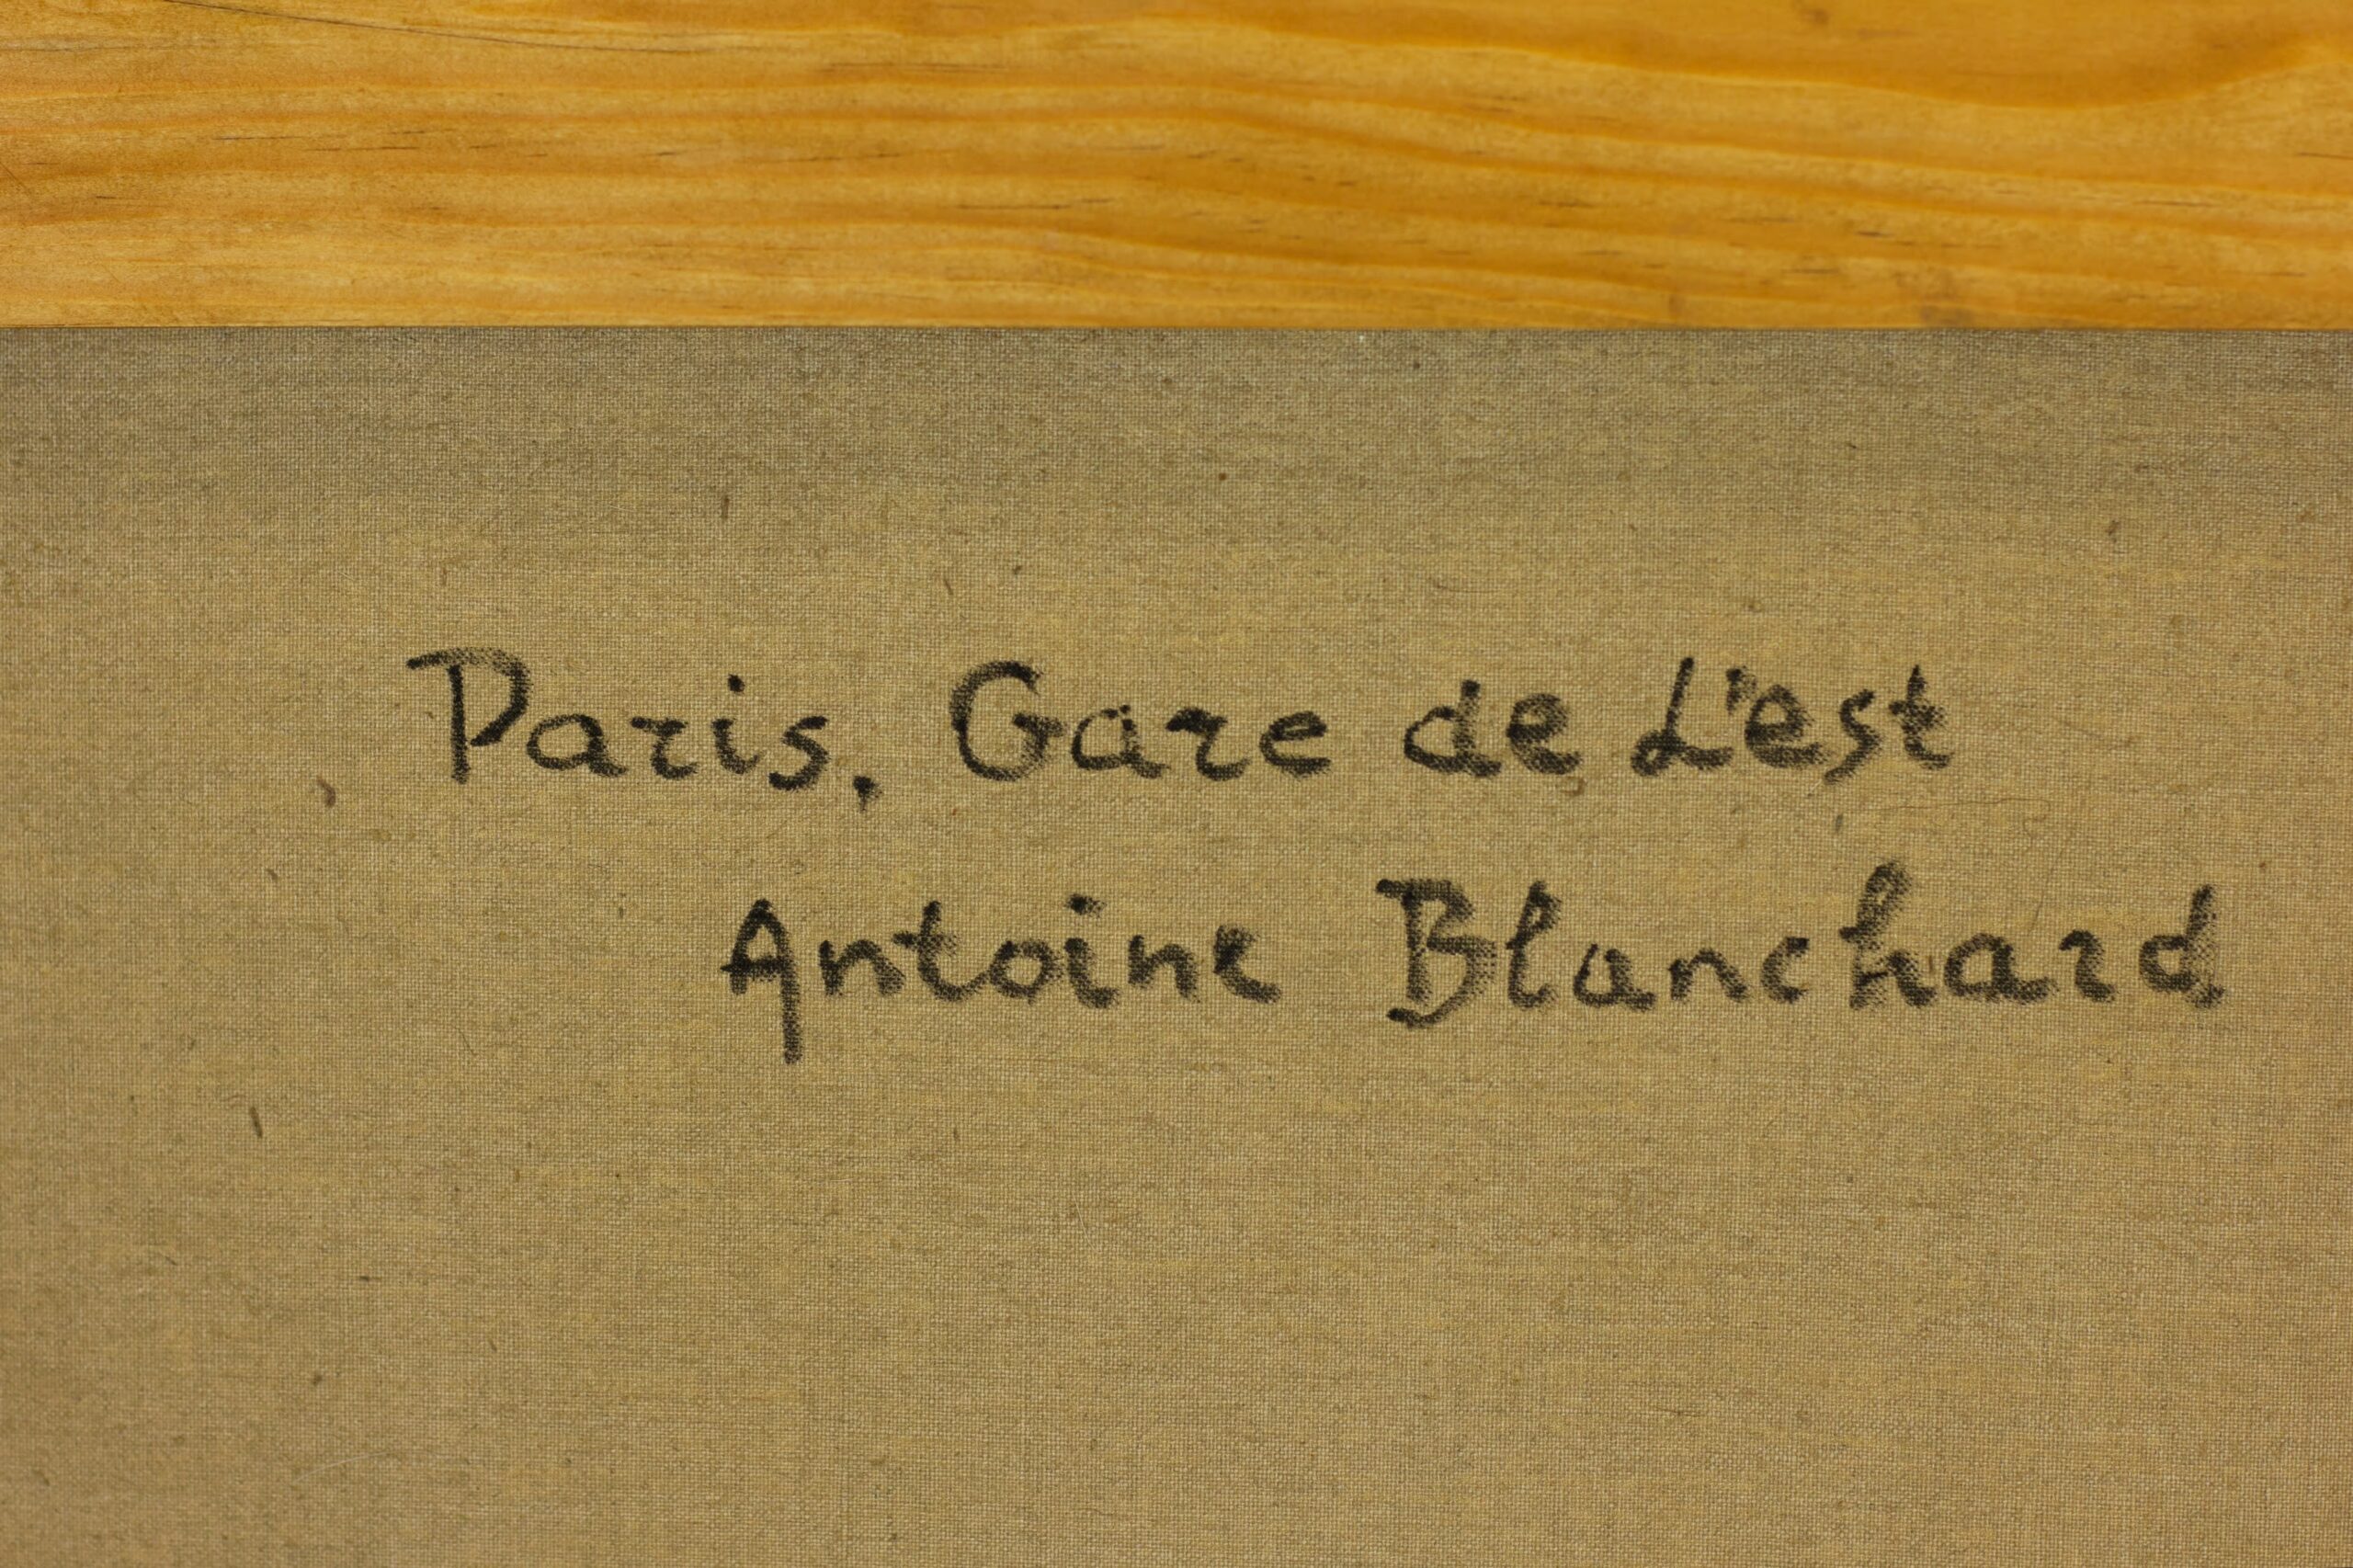 Paris, Gare de L'est
Antoine Blanchard